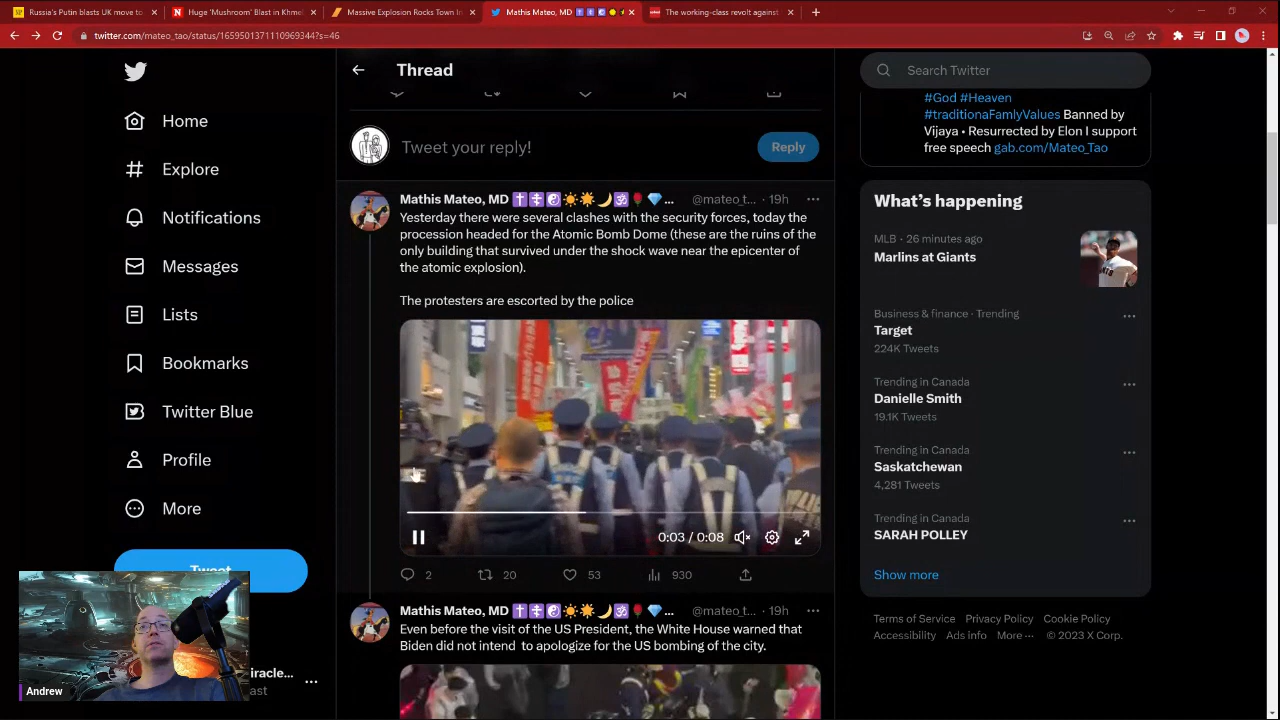 Russia's Putin blasts UK move to
Huge 'Mushroom' Blast in Khmel
Massive Explosion Rocks Town In
Mathis Mateo, MD
The working-class revolt against
twitter.com/mateo_tao/status/1659501371110969344?s=46
Home
Explore
Notifications
Messages
Lists
Bookmarks
Twitter Blue
Profile
More
Tweet
Thread
Tweet your reply!
Reply
Mathis Mateo, MD ✝️☦️☯️☀️🌞🌙🕉️🌹💎... @mateo_t... · 19h
Yesterday there were several clashes with the security forces, today the
procession headed for the Atomic Bomb Dome (these are the ruins of the
only building that survived under the shock wave near the epicenter of
the atomic explosion).
The protesters are escorted by the police
0:03 / 0:08
2 20 53 930
Mathis Mateo, MD ✝️☦️☯️☀️🌞🌙🕉️🌹💎... @mateo_t... · 19h
Even before the visit of the US President, the White House warned that
Biden did not intend to apologize for the US bombing of the city.
Search Twitter
#God #Heaven
#traditionaFamlyValues Banned by
Vijaya • Resurrected by Elon I support
free speech gab.com/Mateo_Tao
What's happening
MLB · 26 minutes ago
Marlins at Giants
Business & finance · Trending
Target
224K Tweets
Trending in Canada
Danielle Smith
19.1K Tweets
Trending in Canada
Saskatchewan
4,281 Tweets
Trending in Canada
SARAH POLLEY
Show more
Terms of Service Privacy Policy Cookie Policy
Accessibility Ads info More ··· © 2023 X Corp.
Andrew
iracle...
ast